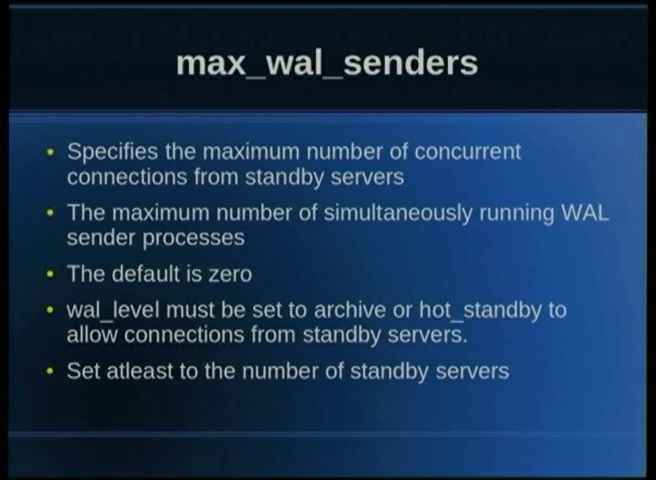 max_wal_senders
• Specifies the maximum number of concurrent
connections from standby servers
• The maximum number of simultaneously running WAL
sender processes
• The default is zero
• wal_level must be set to archive or hot_standby to
allow connections from standby servers.
• Set atleast to the number of standby servers